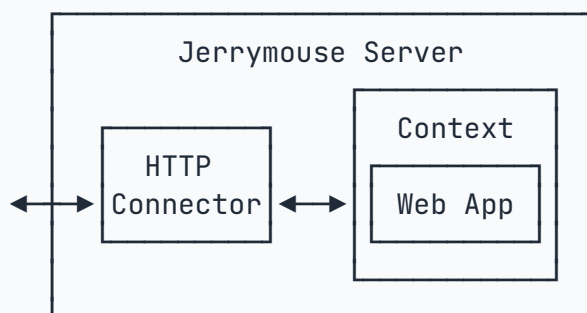 Jerrymouse Server
Context
HTTP
Connector
Web App